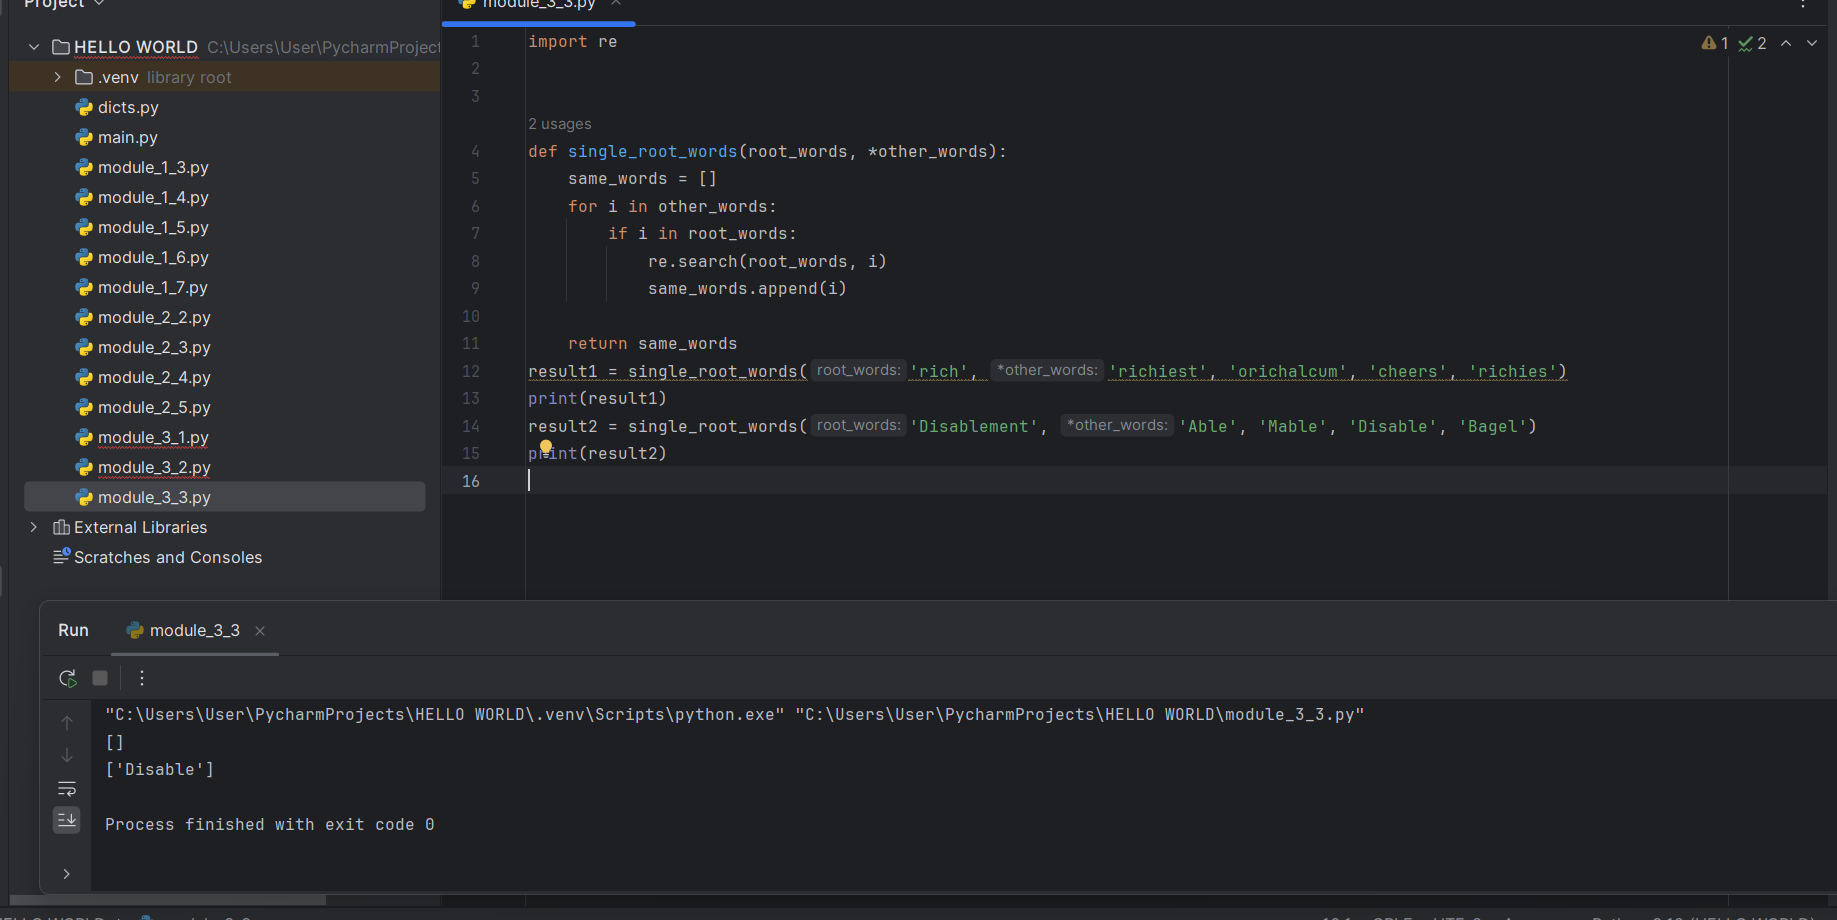 Project
module_3_3.py
HELLO WORLD C:\Users\User\PycharmProject
.venv library root
dicts.py
main.py
module_1_3.py
module_1_4.py
module_1_5.py
module_1_6.py
module_1_7.py
module_2_2.py
module_2_3.py
module_2_4.py
module_2_5.py
module_3_1.py
module_3_2.py
module_3_3.py
External Libraries
Scratches and Consoles
1 2
1 import re
2
3
2 usages
4 def single_root_words(root_words, *other_words):
5 same_words = []
6 for i in other_words:
7 if i in root_words:
8 re.search(root_words, i)
9 same_words.append(i)
10
11 return same_words
12 result1 = single_root_words( root_words: 'rich', *other_words: 'richiest', 'orichalcum', 'cheers', 'richies')
13 print(result1)
14 result2 = single_root_words( root_words: 'Disablement', *other_words: 'Able', 'Mable', 'Disable', 'Bagel')
15 print(result2)
16
Run module_3_3
"C:\Users\User\PycharmProjects\HELLO WORLD\.venv\Scripts\python.exe" "C:\Users\User\PycharmProjects\HELLO WORLD\module_3_3.py"
[]
['Disable']
Process finished with exit code 0